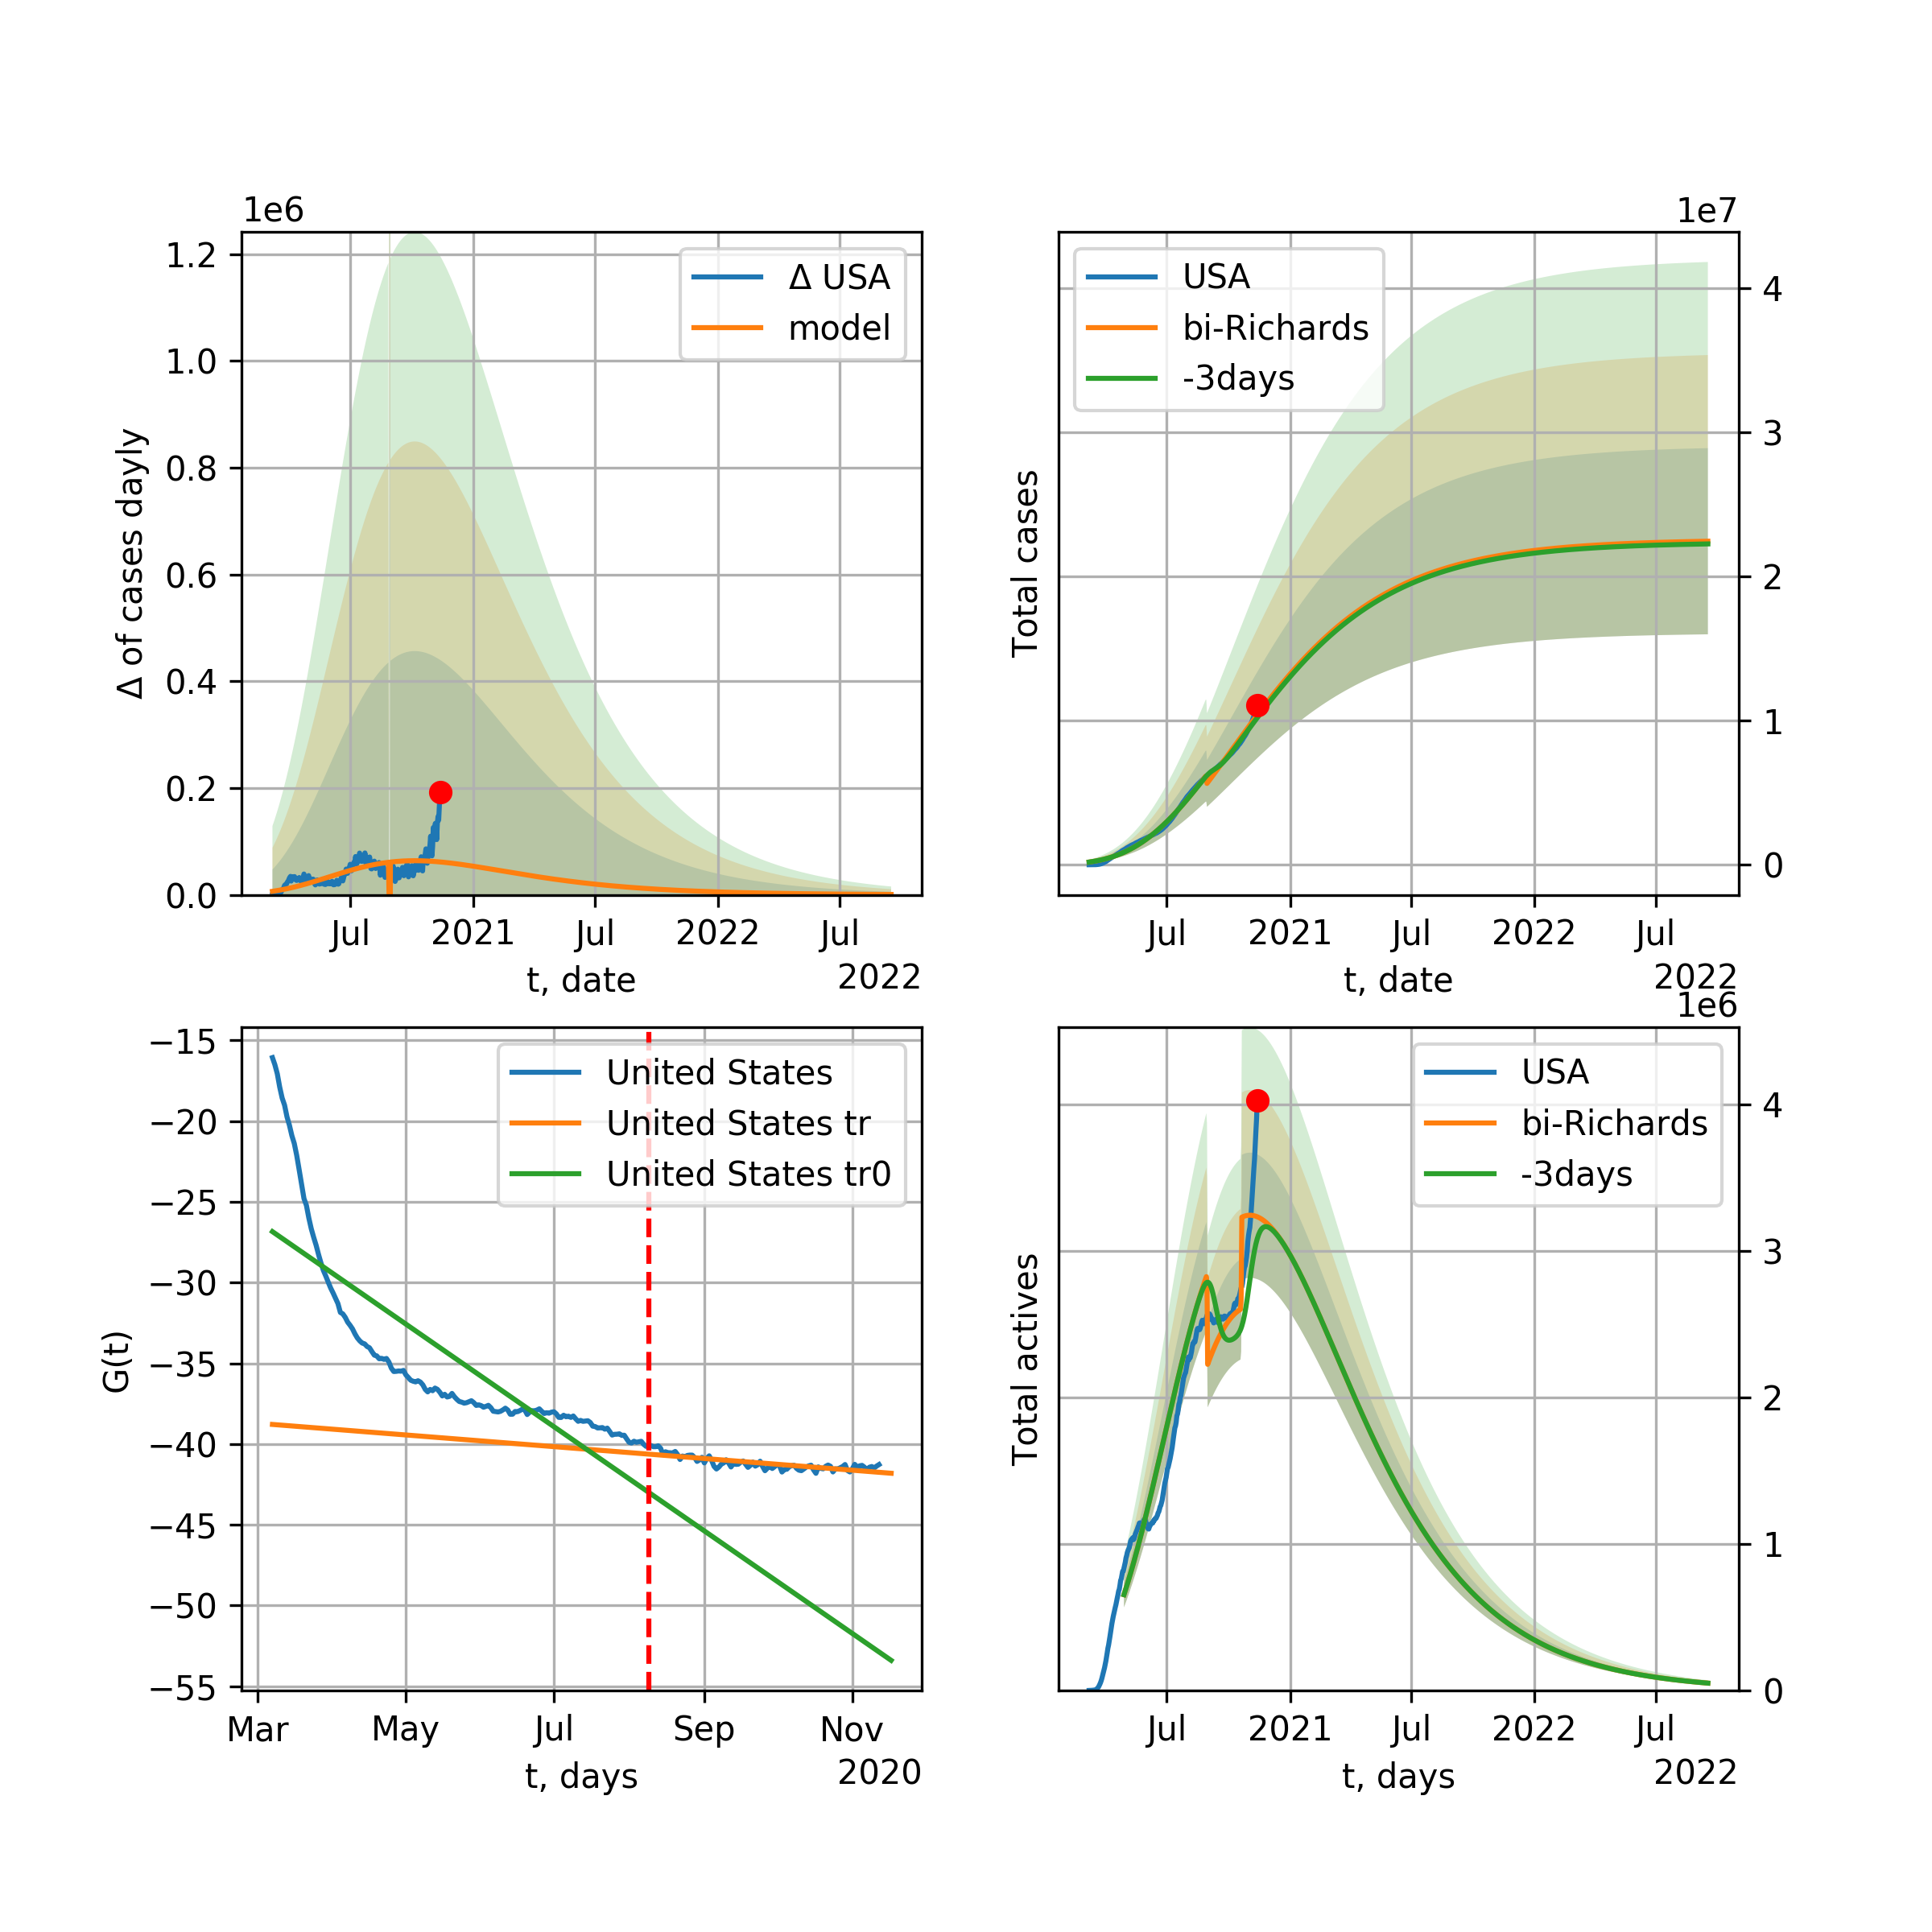 1e6
Δ of cases dayly
1.2
1.0
0.8
0.6
0.4
0.2
0.0
Δ USA
model
Jul
2021
Jul
2022
Jul
t, date
2022
1e7
Total cases
USA
bi-Richards
-3days
4
3
2
1
0
Jul
2021
Jul
2022
Jul
t, date
2022
G(t)
−15
−20
−25
−30
−35
−40
−45
−50
−55
United States
United States tr
United States tr0
Mar
May
Jul
Sep
Nov
t, days
2020
1e6
Total actives
USA
bi-Richards
-3days
4
3
2
1
0
Jul
2021
Jul
2022
Jul
t, days
2022